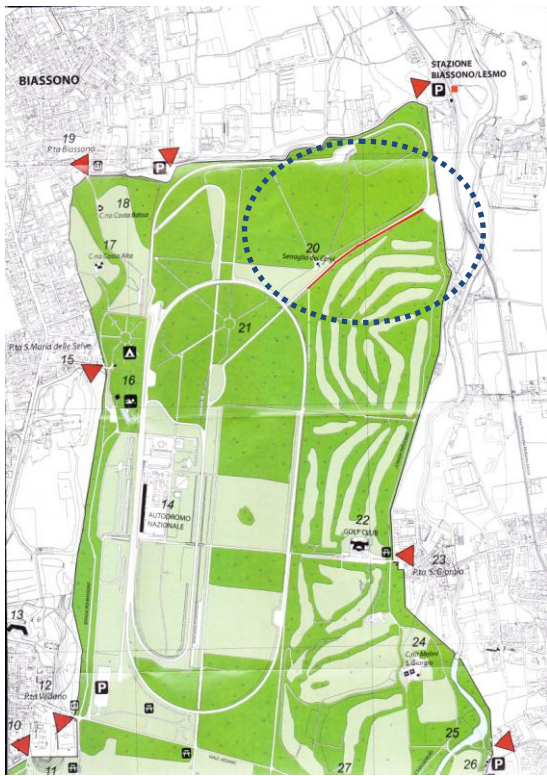 BIASSONO
STAZIONE
BIASSONO/LESMO
P
19
P.ta Biassono
P
18
C.na Costa Bassa
17
C.na Costa Alta
20
Serraglio dei Cervi
21
P.ta S. Maria delle Selve
15
16
14
AUTODROMO
NAZIONALE
22
GOLF CLUB
23
P.ta S. Giorgio
13
24
C.na Molini
S. Giorgio
12
P.ta Vedano
P
10
11
25
26
P
27
VIALE VEDANO